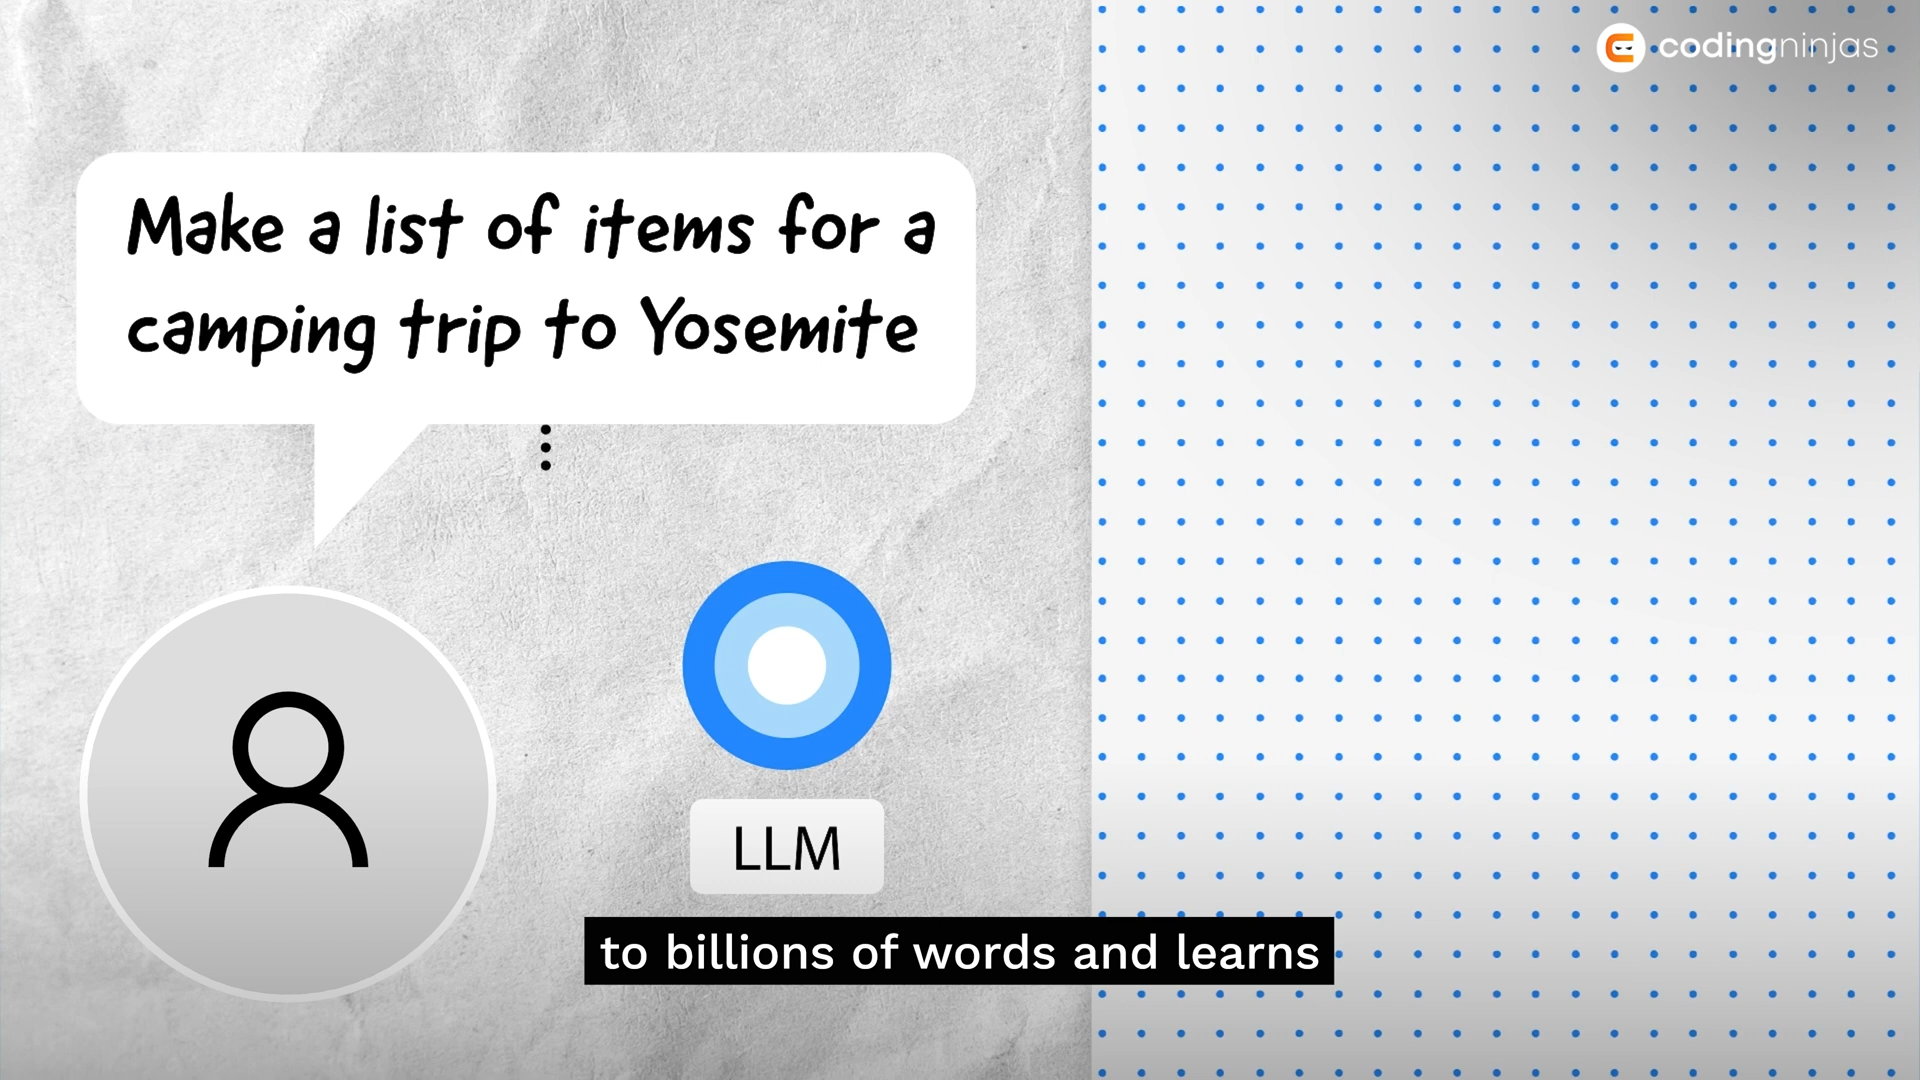 codingninjas
Make a list of items for a
camping trip to Yosemite
LLM
to billions of words and learns